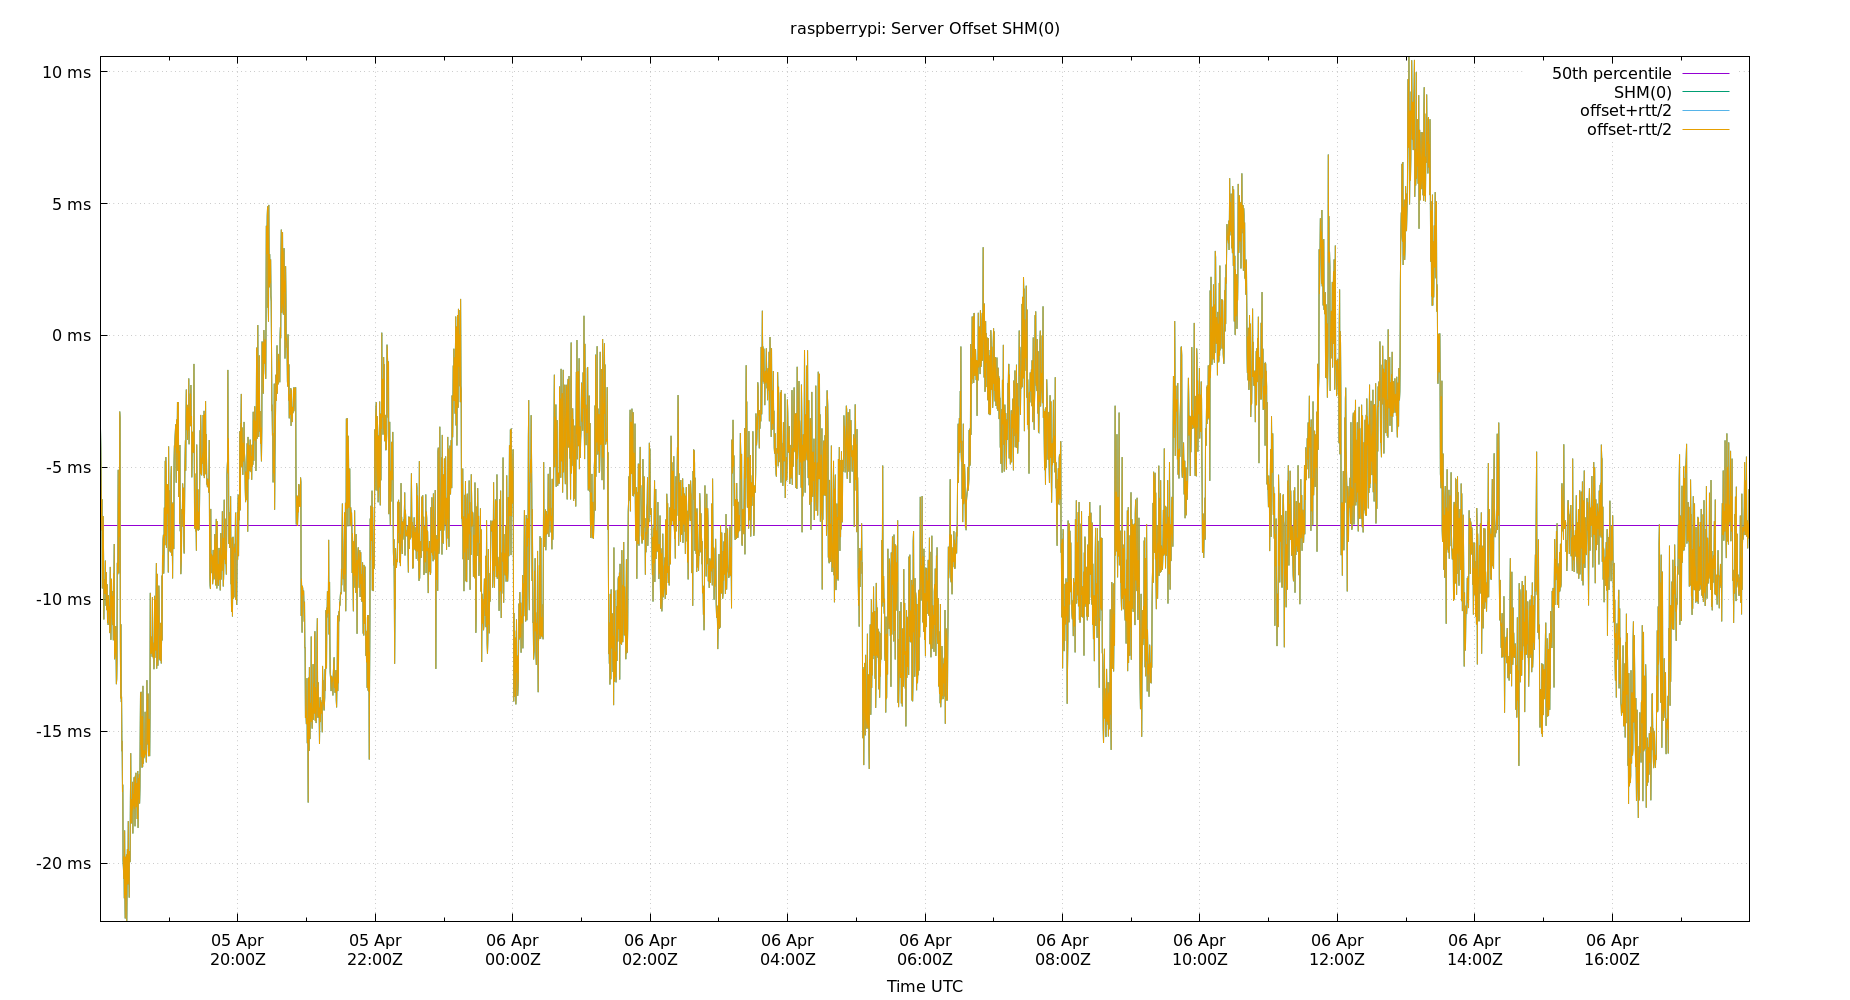 raspberrypi: Server Offset SHM(0)
10 ms
5 ms
0 ms
-5 ms
-10 ms
-15 ms
-20 ms
50th percentile
SHM(0)
offset+rtt/2
offset-rtt/2
05 Apr
20:00Z
05 Apr
22:00Z
06 Apr
00:00Z
06 Apr
02:00Z
06 Apr
04:00Z
06 Apr
06:00Z
06 Apr
08:00Z
06 Apr
10:00Z
06 Apr
12:00Z
06 Apr
14:00Z
06 Apr
16:00Z
Time UTC